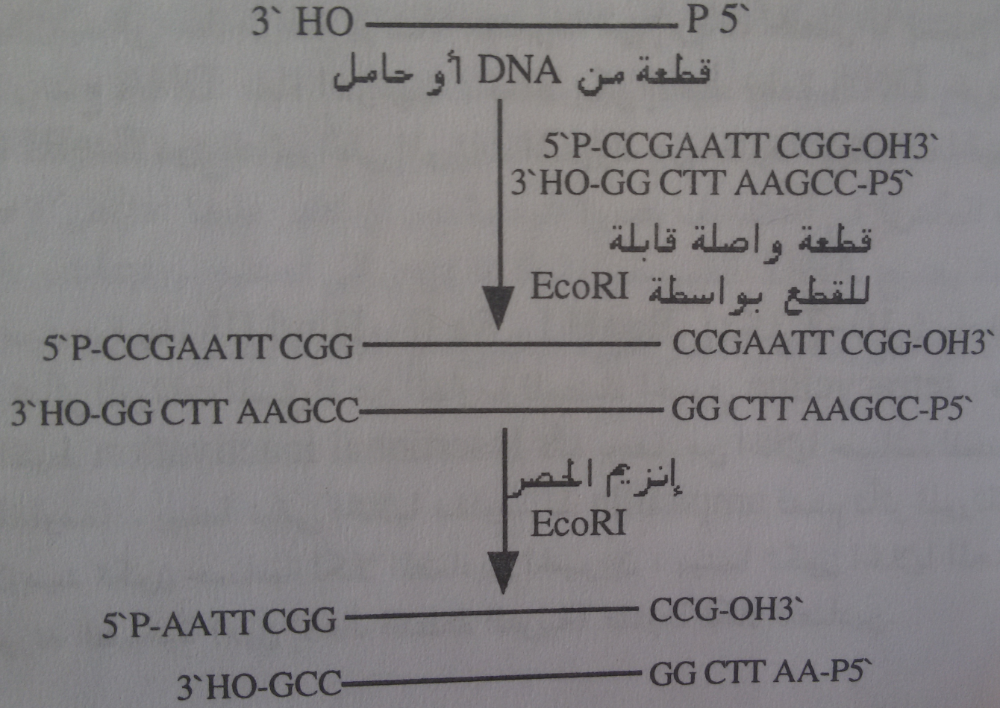 3` HO P 5`
قطعة من DNA أو حامل
5`P-CCGAATT CGG-OH3`
3`HO-GG CTT AAGCC-P5`
قطعة واصلة قابلة
للقطع بواسطة EcoRI
5`P-CCGAATT CGG CCGAATT CGG-OH3`
3`HO-GG CTT AAGCC GG CTT AAGCC-P5`
إنزيم الحصر
EcoRI
5`P-AATT CGG CCG-OH3`
3`HO-GCC GG CTT AA-P5`